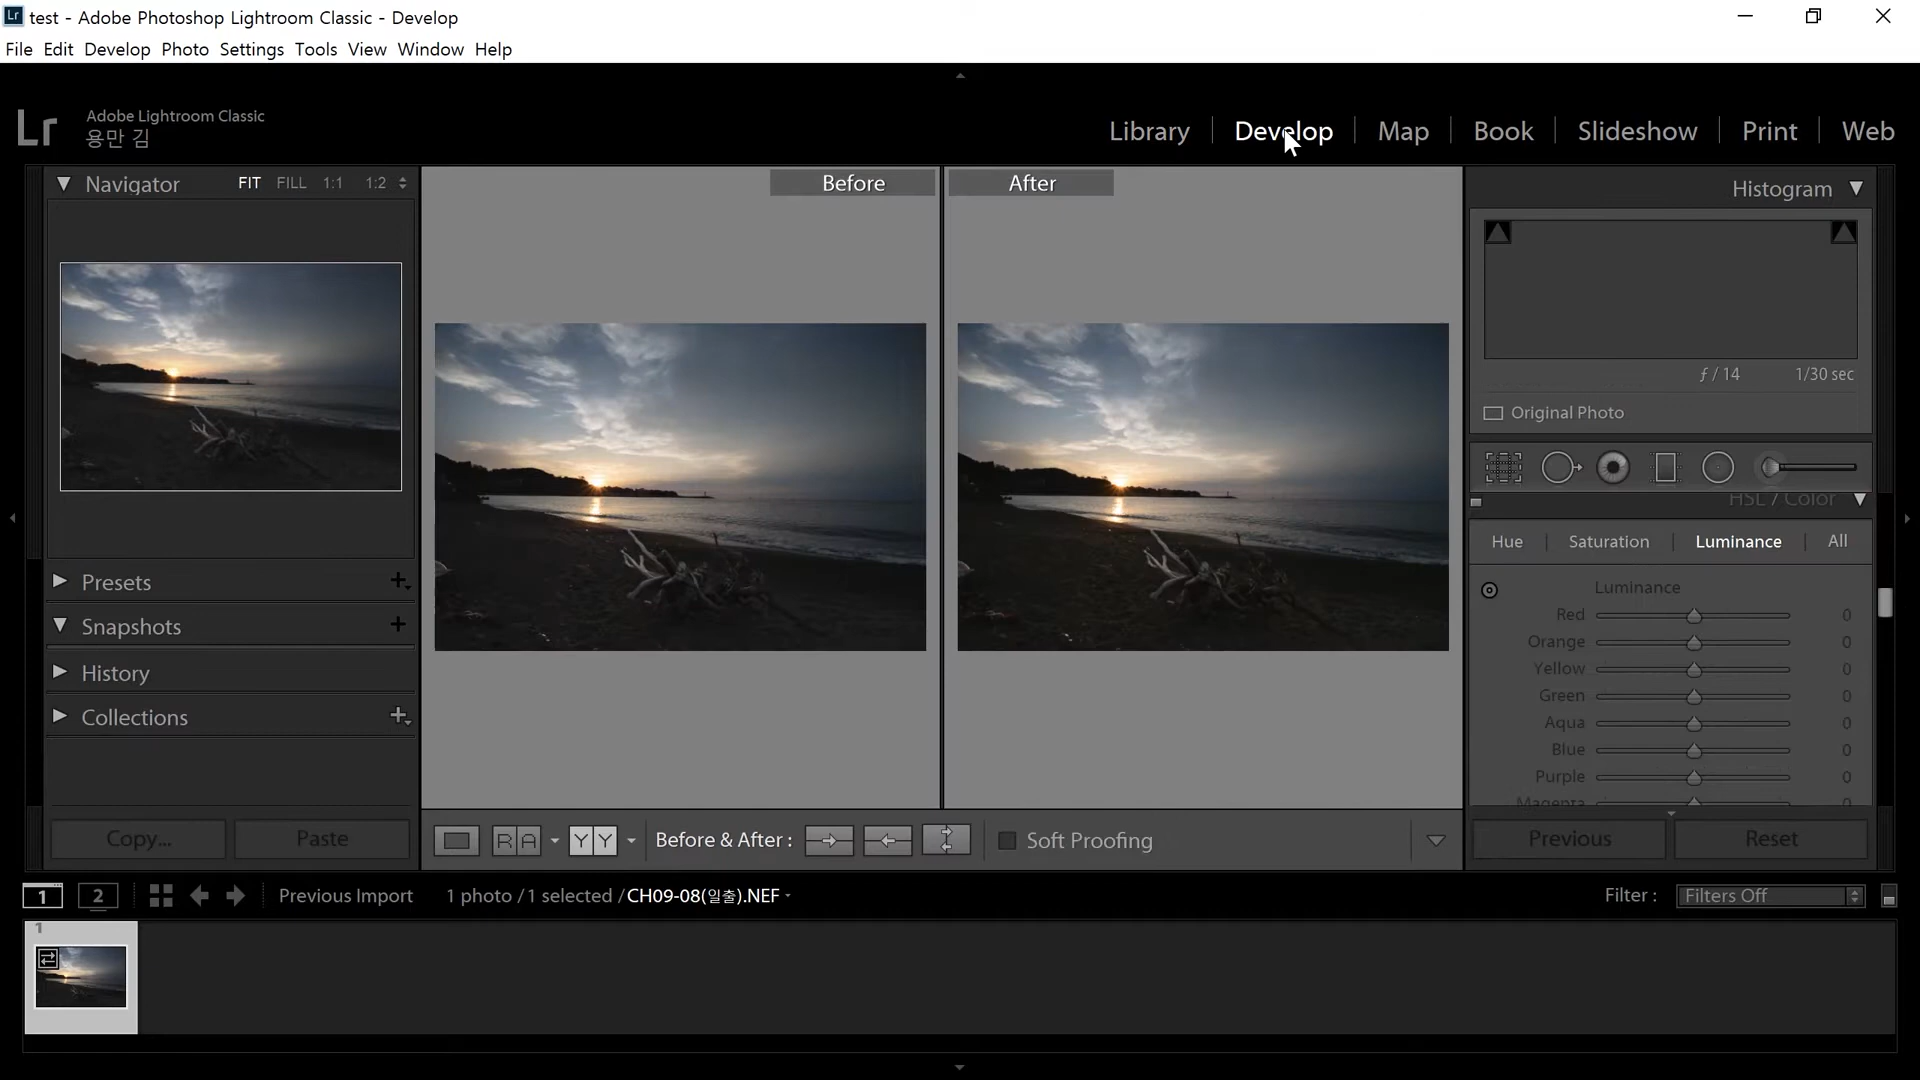 test - Adobe Photoshop Lightroom Classic - Develop
File Edit Develop Photo Settings Tools View Window Help
Lr
Adobe Lightroom Classic
용만 김
Library Develop Map Book Slideshow Print Web
Navigator FIT FILL 1:1 1:2
Before
After
Histogram
ƒ / 14 1/30 sec
Original Photo
HSL / Color
Hue Saturation Luminance All
Luminance
Red 0
Orange 0
Yellow 0
Green 0
Aqua 0
Blue 0
Purple 0
Magenta 0
Presets
Snapshots
History
Collections
Copy... Paste
R A Y Y Before & After : Soft Proofing
Previous Reset
1 2 Previous Import 1 photo / 1 selected / CH09-08(일출).NEF
Filter : Filters Off
1